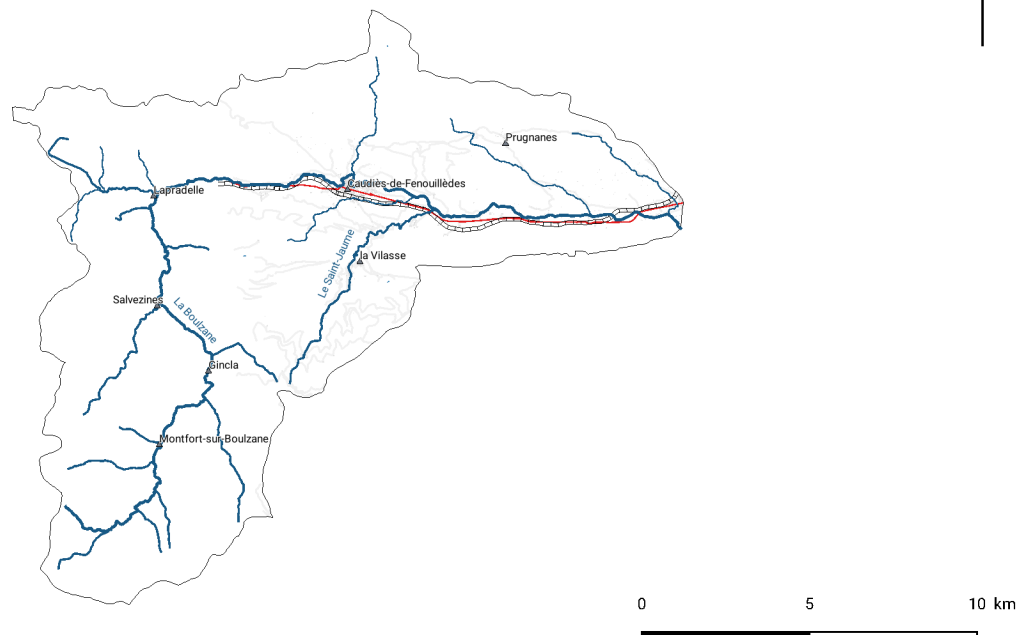 Prugnanes
Caudiès-de-Fenouillèdes
Lapradelle
Le Saint-Jaume
la Vilasse
Salvezines
La Boulzane
Gincla
Montfort-sur-Boulzane
0 5 10 km